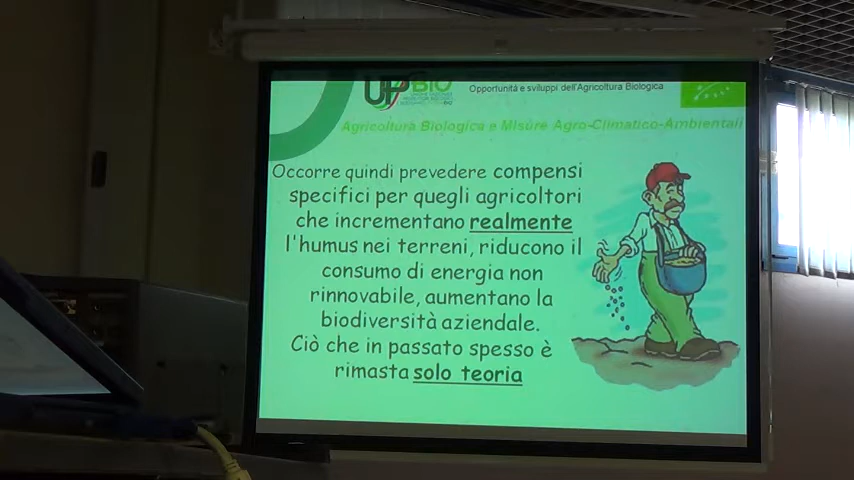 UPBIO
Opportunità e sviluppi dell'Agricoltura Biologica
Agricoltura Biologica e Misure Agro-Climatico-Ambientali
Occorre quindi prevedere compensi
specifici per quegli agricoltori
che incrementano realmente
l'humus nei terreni, riducono il
consumo di energia non
rinnovabile, aumentano la
biodiversità aziendale.
Ciò che in passato spesso è
rimasta solo teoria